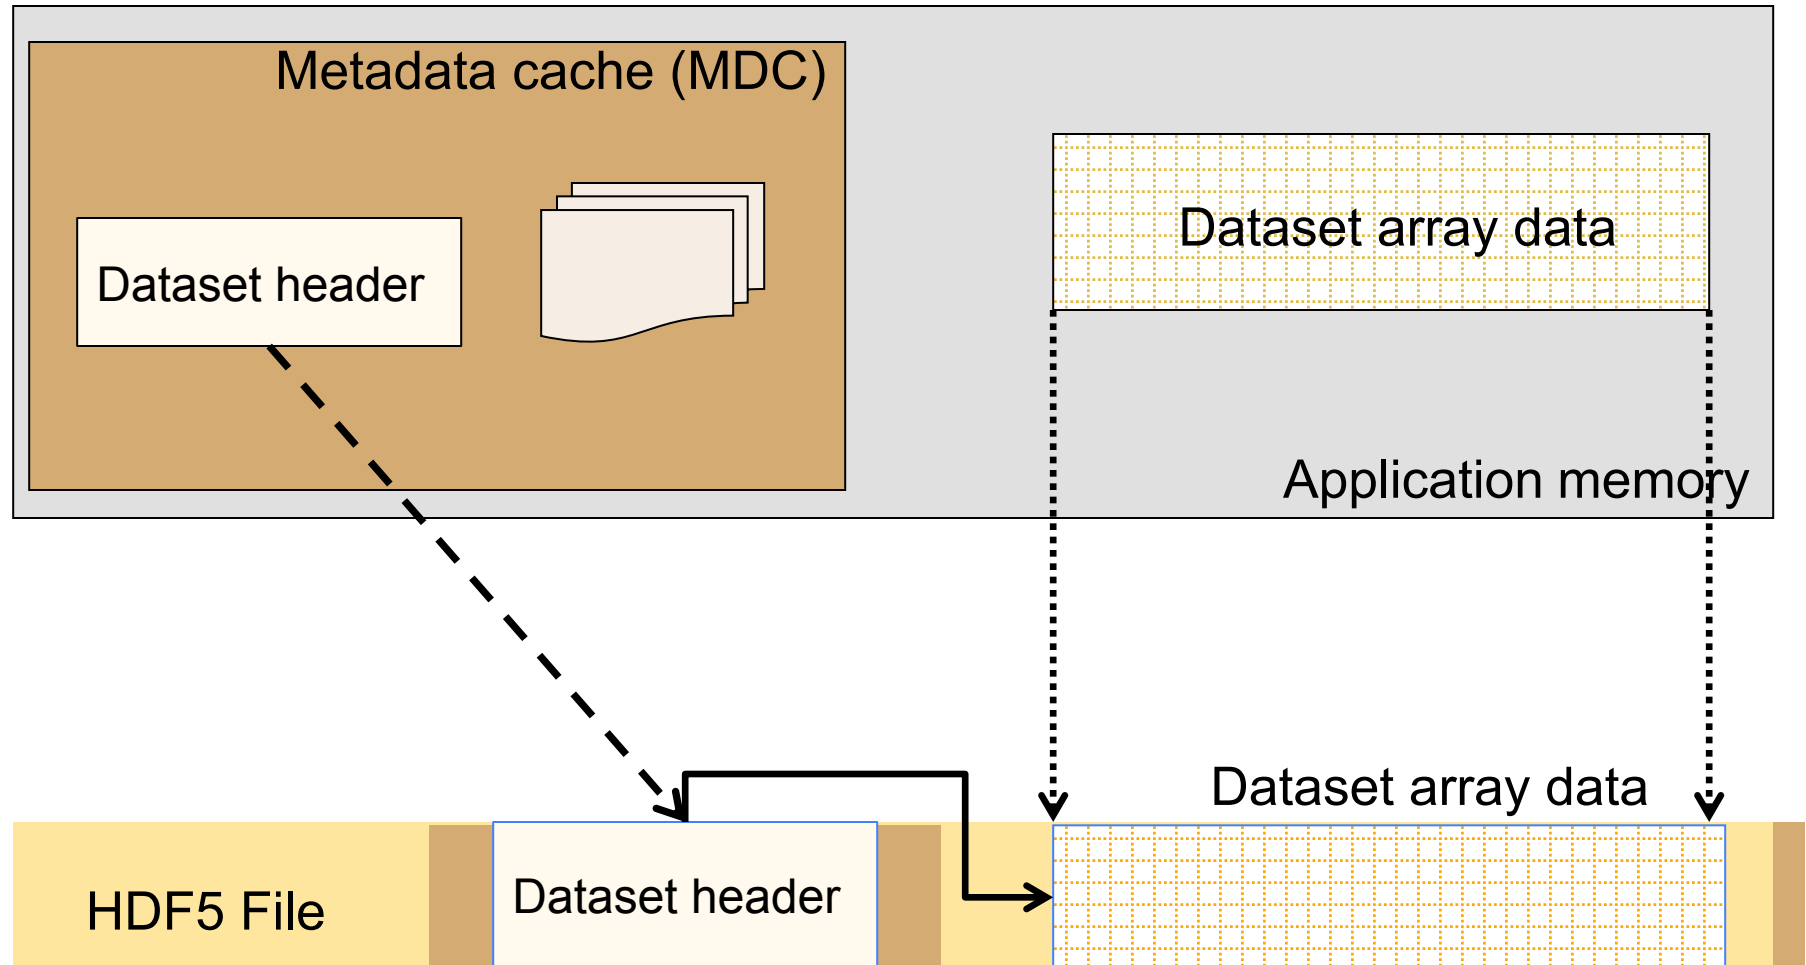 Metadata cache (MDC)
Dataset header
Dataset array data
Application memory
Dataset array data
HDF5 File
Dataset header